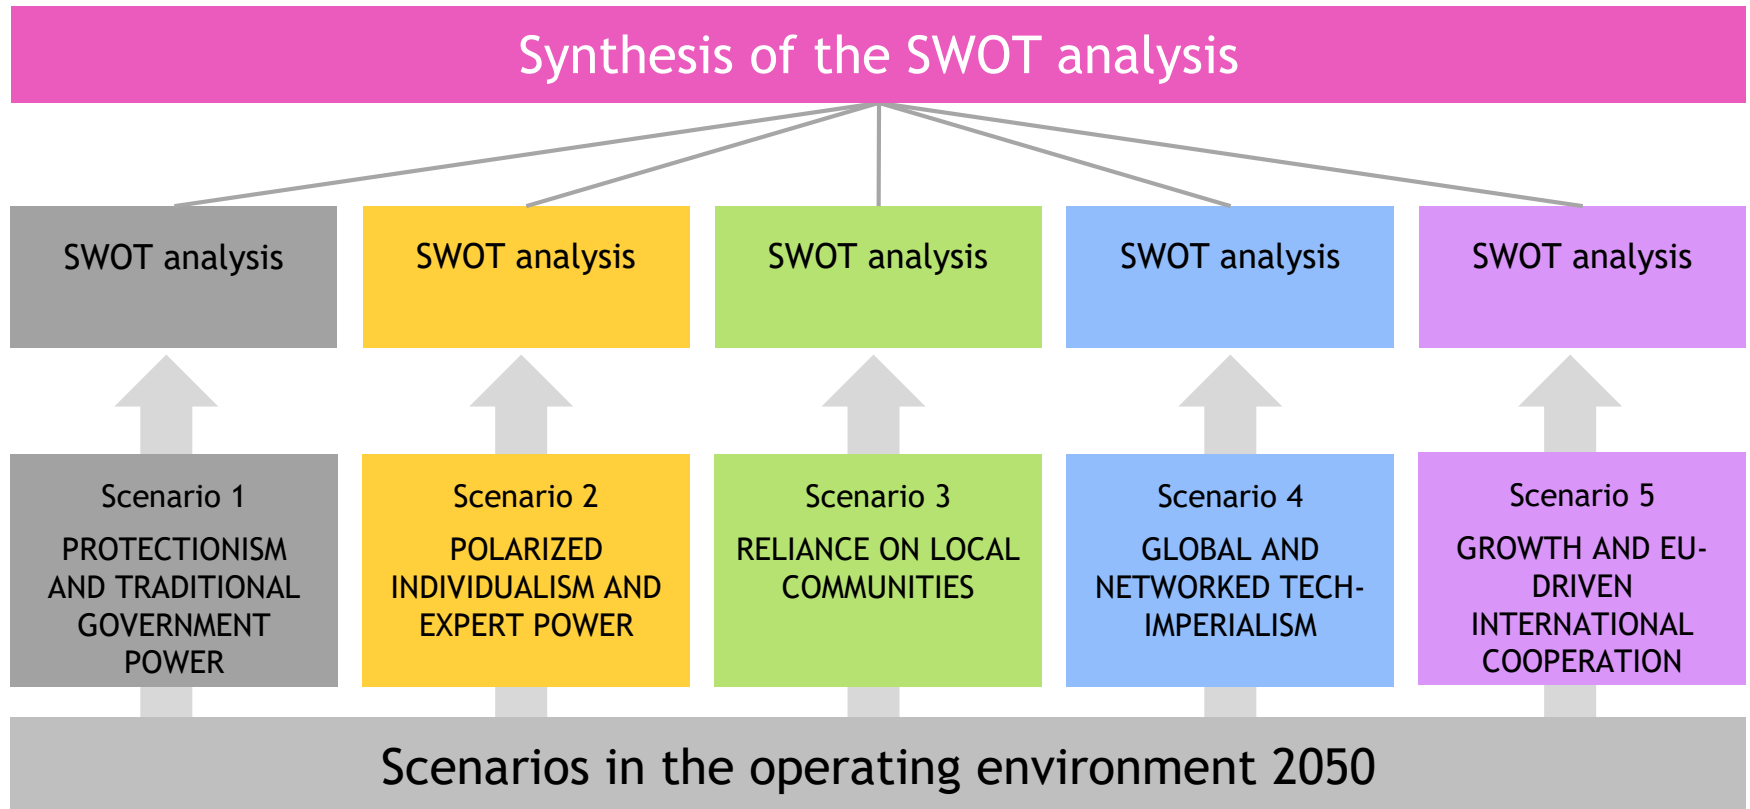 Synthesis of the SWOT analysis
SWOT analysis
SWOT analysis
SWOT analysis
SWOT analysis
SWOT analysis
Scenario 1
PROTECTIONISM
AND TRADITIONAL
GOVERNMENT
POWER
Scenario 2
POLARIZED
INDIVIDUALISM AND
EXPERT POWER
Scenario 3
RELIANCE ON LOCAL
COMMUNITIES
Scenario 4
GLOBAL AND
NETWORKED TECH-
IMPERIALISM
Scenario 5
GROWTH AND EU-
DRIVEN
INTERNATIONAL
COOPERATION
Scenarios in the operating environment 2050